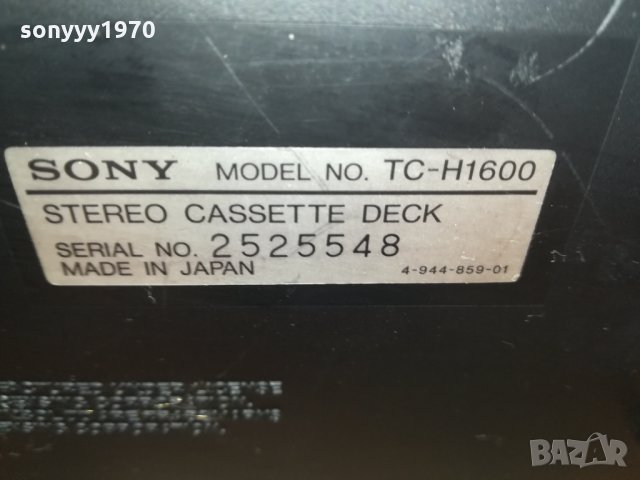 sonyyy1970
SONY MODEL NO. TC-H1600
STEREO CASSETTE DECK
SERIAL NO. 2525548
MADE IN JAPAN 4-944-859-01
BAZAR